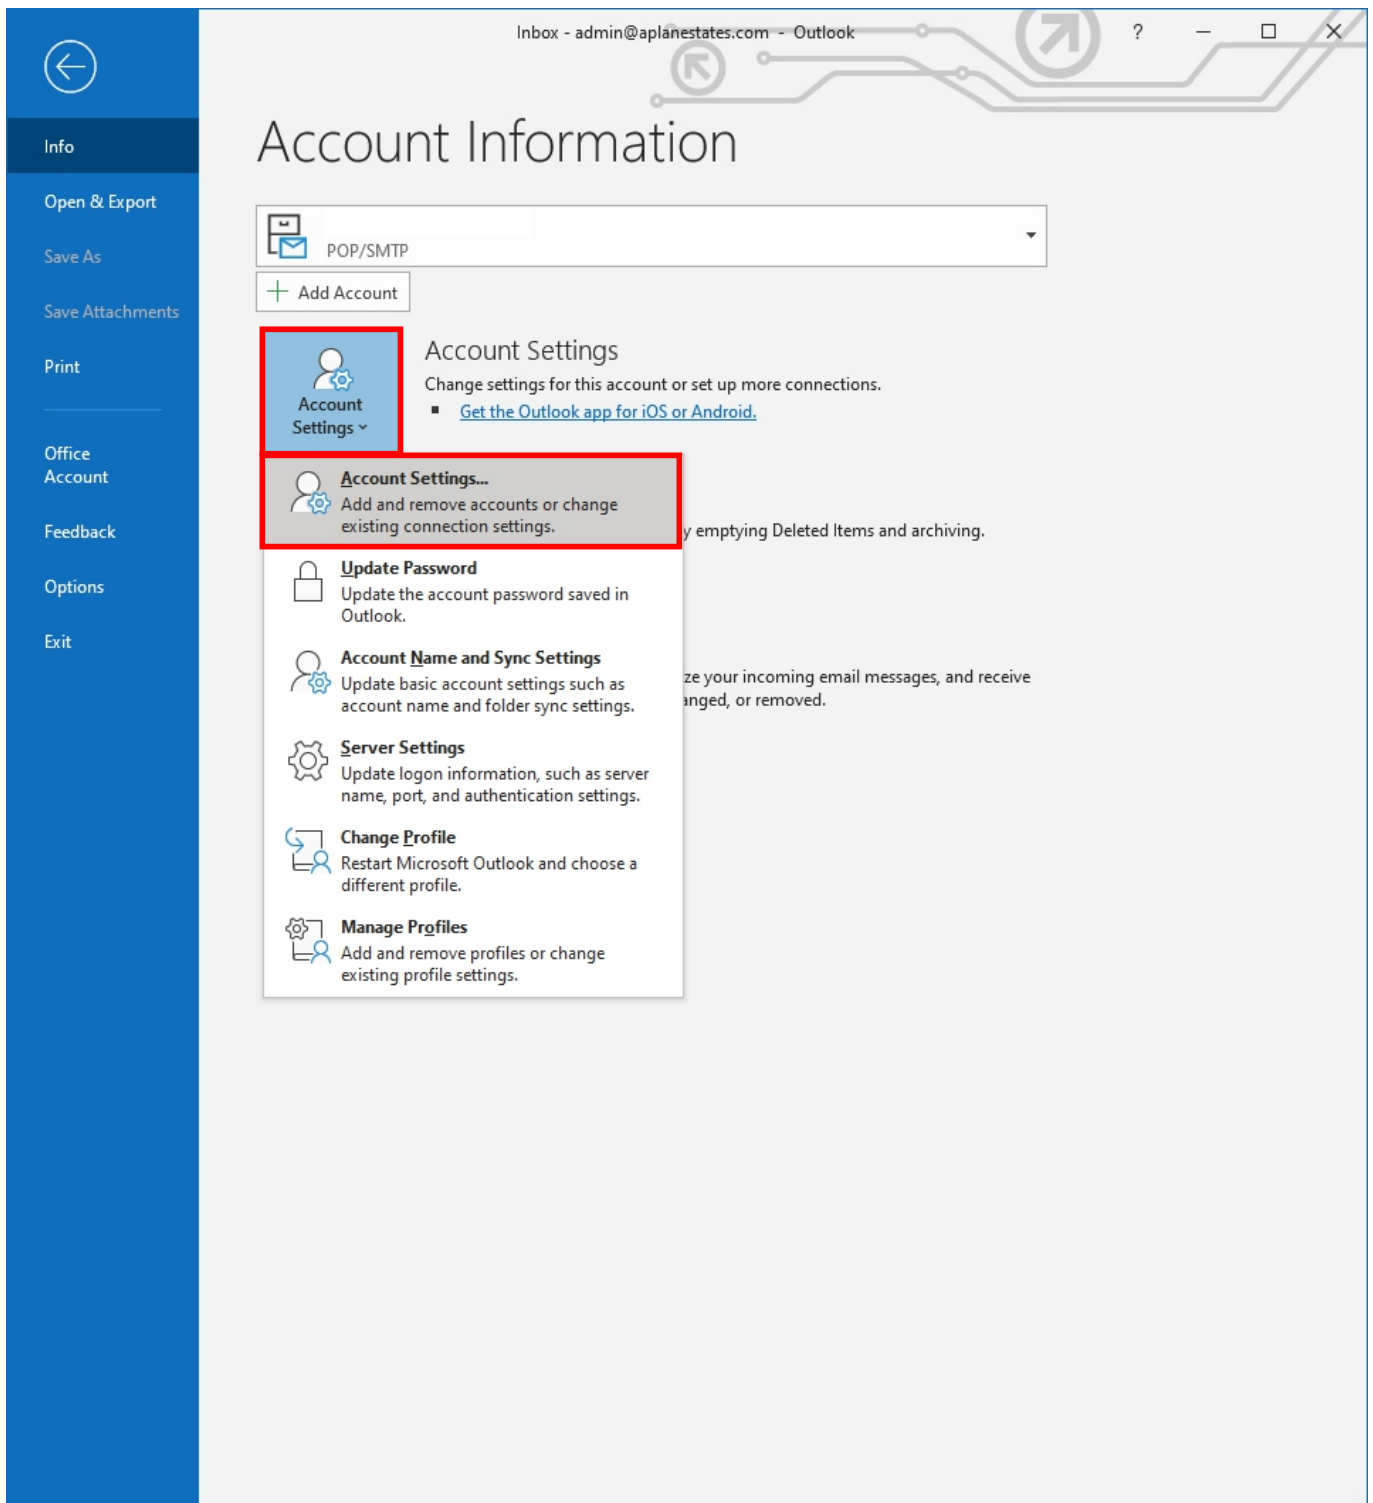 Inbox - admin@aplanestates.com - Outlook
?
Info
Open & Export
Save As
Save Attachments
Print
Office
Account
Feedback
Options
Exit
Account Information
POP/SMTP
Add Account
Account
Settings
Account Settings
Change settings for this account or set up more connections.
Get the Outlook app for iOS or Android.
Account Settings...
Add and remove accounts or change
existing connection settings.
y emptying Deleted Items and archiving.
Update Password
Update the account password saved in
Outlook.
Account Name and Sync Settings
Update basic account settings such as
account name and folder sync settings.
ze your incoming email messages, and receive
anged, or removed.
Server Settings
Update logon information, such as server
name, port, and authentication settings.
Change Profile
Restart Microsoft Outlook and choose a
different profile.
Manage Profiles
Add and remove profiles or change
existing profile settings.